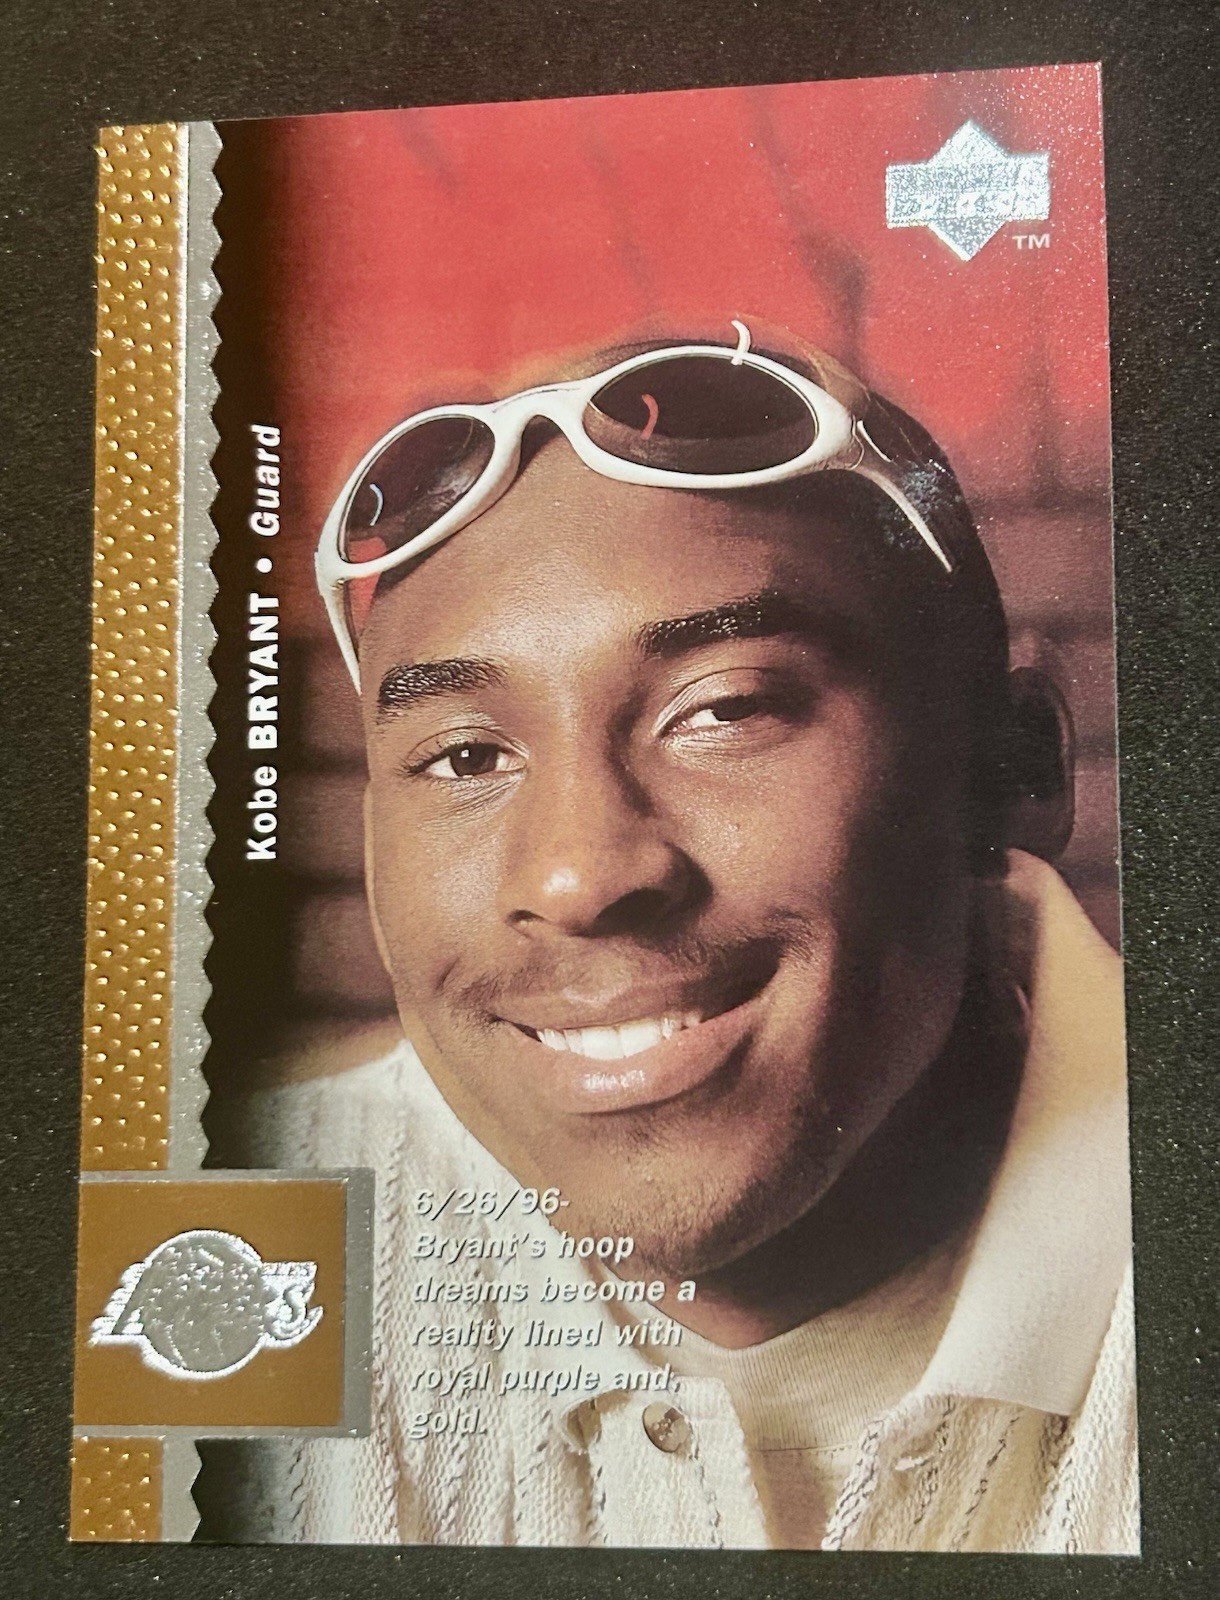 TM
Kobe BRYANT • Guard
6/26/96-
Bryant's hoop
dreams become a
reality lined with
royal purple and
gold.